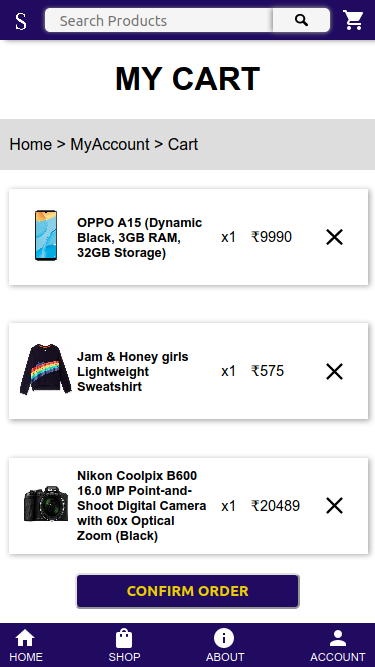 S
Search Products
MY CART
Home > MyAccount > Cart
OPPO A15 (Dynamic
Black, 3GB RAM,
32GB Storage)
x1
₹9990
Jam & Honey girls
Lightweight
Sweatshirt
x1
₹575
Nikon Coolpix B600
16.0 MP Point-and-
Shoot Digital Camera
with 60x Optical
Zoom (Black)
x1
₹20489
CONFIRM ORDER
HOME
SHOP
ABOUT
ACCOUNT